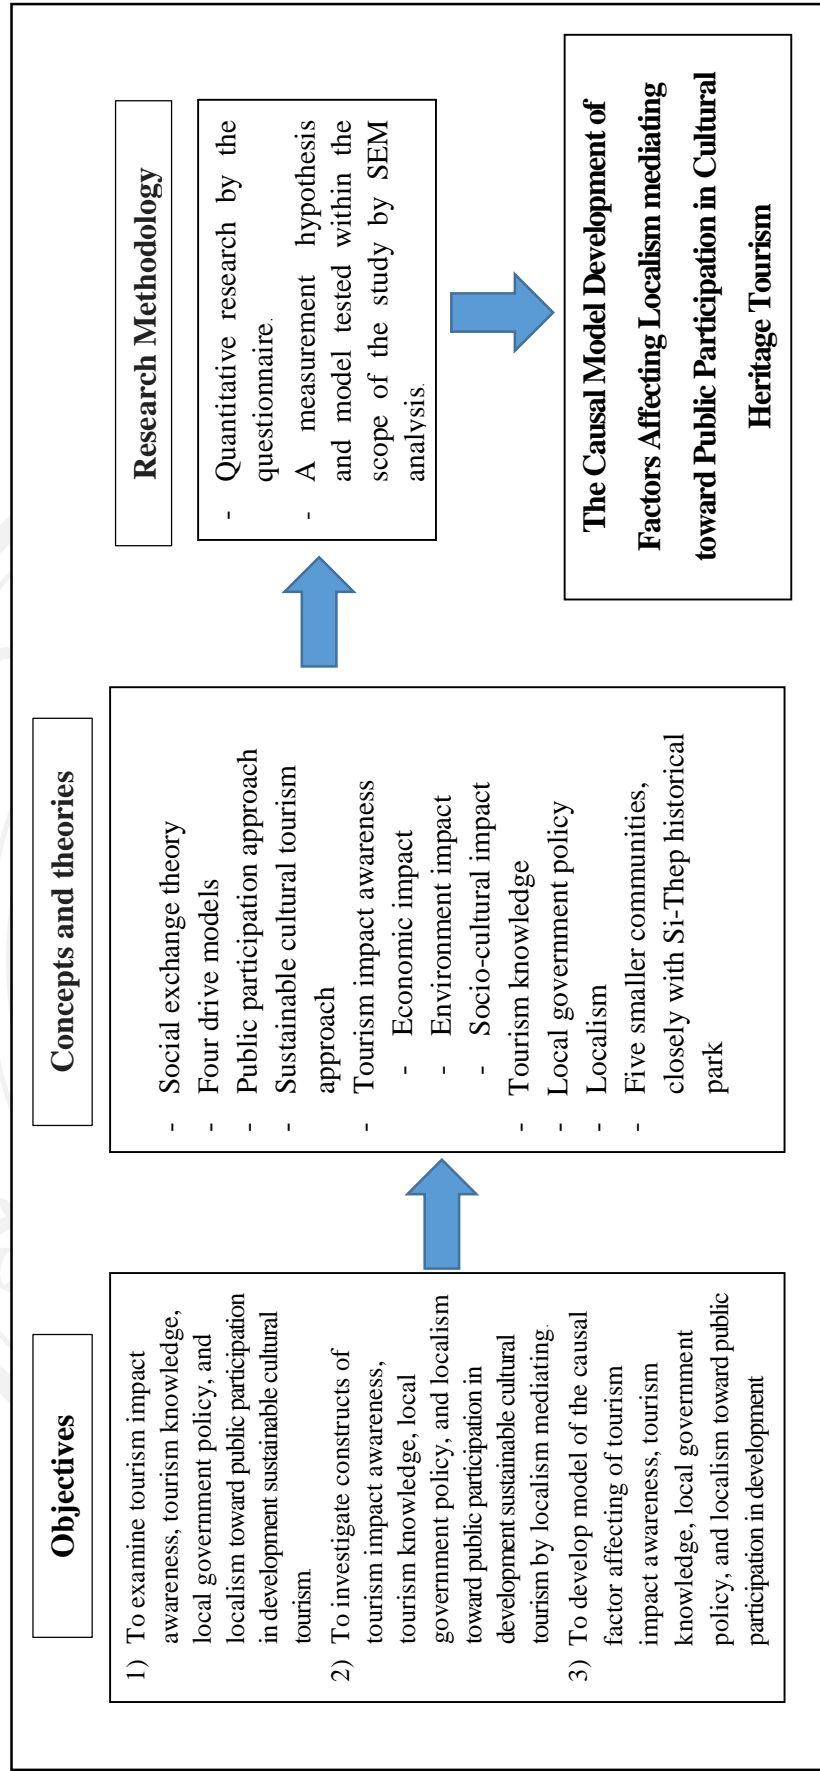 Objectives
1) To examine tourism impact
awareness, tourism knowledge,
local government policy, and
localism toward public participation
in development sustainable cultural
tourism.
2) To investigate constructs of
tourism impact awareness,
tourism knowledge, local
government policy, and localism
toward public participation in
development sustainable cultural
tourism by localism mediating.
3) To develop model of the causal
factor affecting of tourism
impact awareness, tourism
knowledge, local government
policy, and localism toward public
participation in development
Concepts and theories
- Social exchange theory
- Four drive models
- Public participation approach
- Sustainable cultural tourism
approach
- Tourism impact awareness
- Economic impact
- Environment impact
- Socio-cultural impact
- Tourism knowledge
- Local government policy
- Localism
- Five smaller communities,
closely with Si-Thep historical
park
Research Methodology
- Quantitative research by the
questionnaire.
- A measurement hypothesis
and model tested within the
scope of the study by SEM
analysis.
The Causal Model Development of
Factors Affecting Localism mediating
toward Public Participation in Cultural
Heritage Tourism